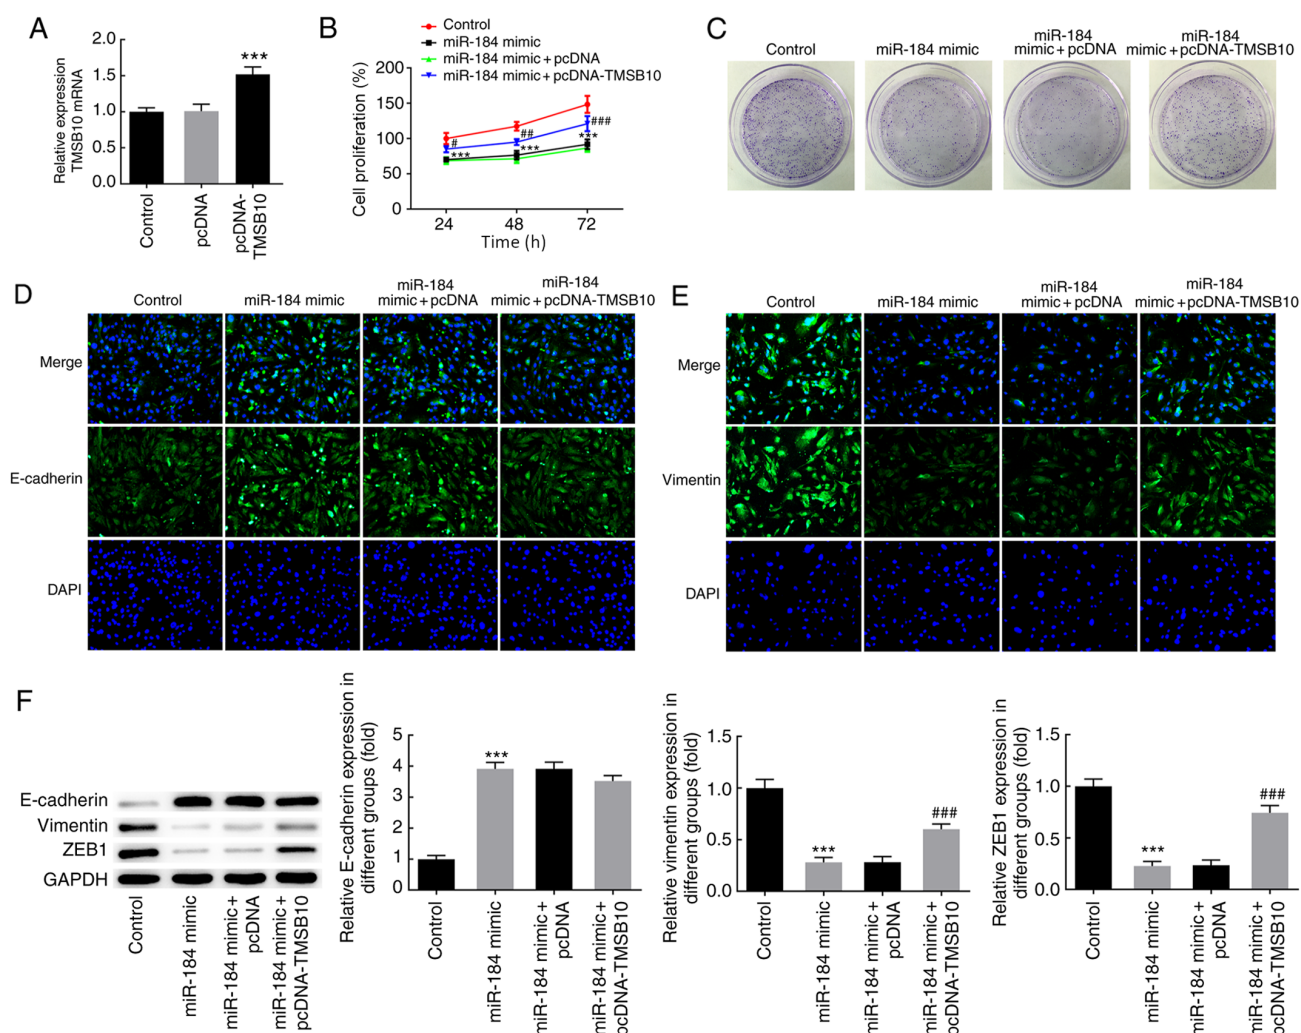 A
Relative expression
TMSB10 mRNA
2.0
1.5
1.0
0.5
0.0
***
Control
pcDNA
pcDNA-
TMSB10
B
Control
miR-184 mimic
miR-184 mimic + pcDNA
miR-184 mimic + pcDNA-TMSB10
Cell proliferation (%)
200
150
100
50
0
#
***
##
***
###
***
24
48
72
Time (h)
C
Control
miR-184 mimic
miR-184
mimic + pcDNA
miR-184
mimic + pcDNA-TMSB10
D
Control
miR-184 mimic
miR-184
mimic + pcDNA
miR-184
mimic + pcDNA-TMSB10
Merge
E-cadherin
DAPI
E
Control
miR-184 mimic
miR-184
mimic + pcDNA
miR-184
mimic + pcDNA-TMSB10
Merge
Vimentin
DAPI
F
E-cadherin
Vimentin
ZEB1
GAPDH
Control
miR-184 mimic
miR-184 mimic +
pcDNA
miR-184 mimic +
pcDNA-TMSB10
Relative E-cadherin expression in
different groups (fold)
5
4
3
2
1
0
***
Control
miR-184 mimic
miR-184 mimic +
pcDNA
miR-184 mimic +
pcDNA-TMSB10
Relative vimentin expression in
different groups (fold)
1.5
1.0
0.5
0.0
***
###
Control
miR-184 mimic
miR-184 mimic +
pcDNA
miR-184 mimic +
pcDNA-TMSB10
Relative ZEB1 expression in
different groups (fold)
1.5
1.0
0.5
0.0
***
###
Control
miR-184 mimic
miR-184 mimic +
pcDNA
miR-184 mimic +
pcDNA-TMSB10